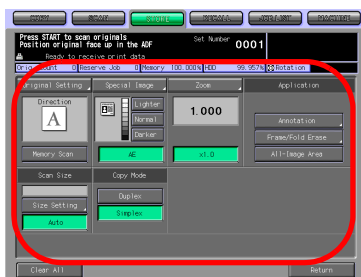 STORE
Press START to scan originals
Position original face up in the ADF
Set Number 0001
Ready to receive print data
Orig. Count 0 Reserve Job 0 Memory 100.000% HDD 99.957% Rotation
Original Setting
Special Image
Zoom
Application
Direction
A
Lighter
Normal
Darker
1.000
Annotation
Frame/Fold Erase
Memory Scan
AE
x1.0
All-Image Area
Scan Size
Copy Mode
Size Setting
Auto
Duplex
Simplex
Clear All
Return